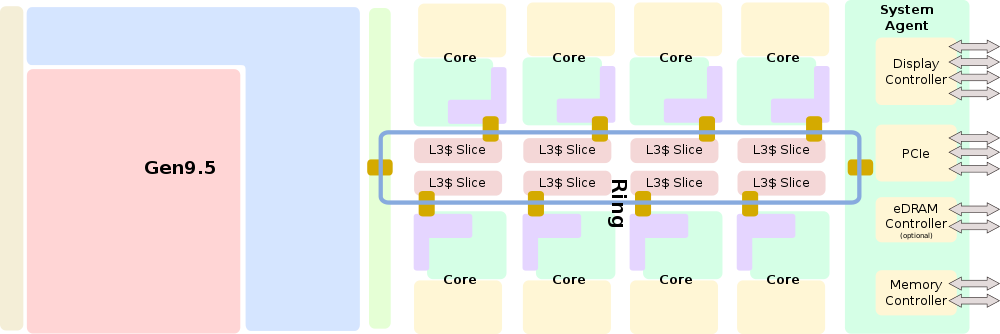 System
Agent
Core
Core
Core
Core
Display
Controller
L3$ Slice
L3$ Slice
L3$ Slice
L3$ Slice
PCIe
Gen9.5
L3$ Slice
L3$ Slice
L3$ Slice
L3$ Slice
Ring
eDRAM
Controller
(optional)
Core
Core
Core
Core
Memory
Controller